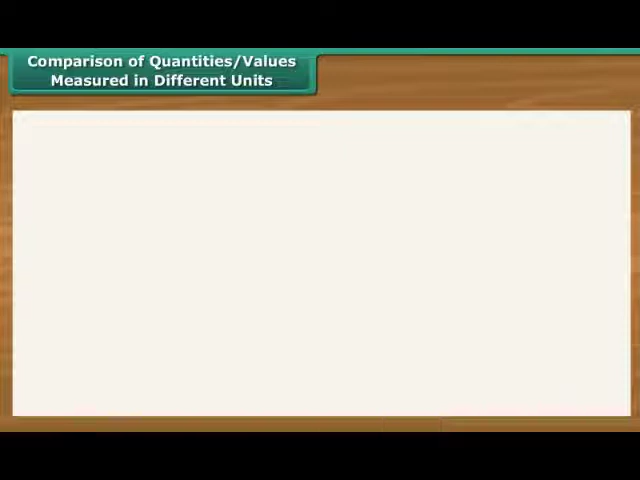 Comparison of Quantities/Values
Measured in Different Units